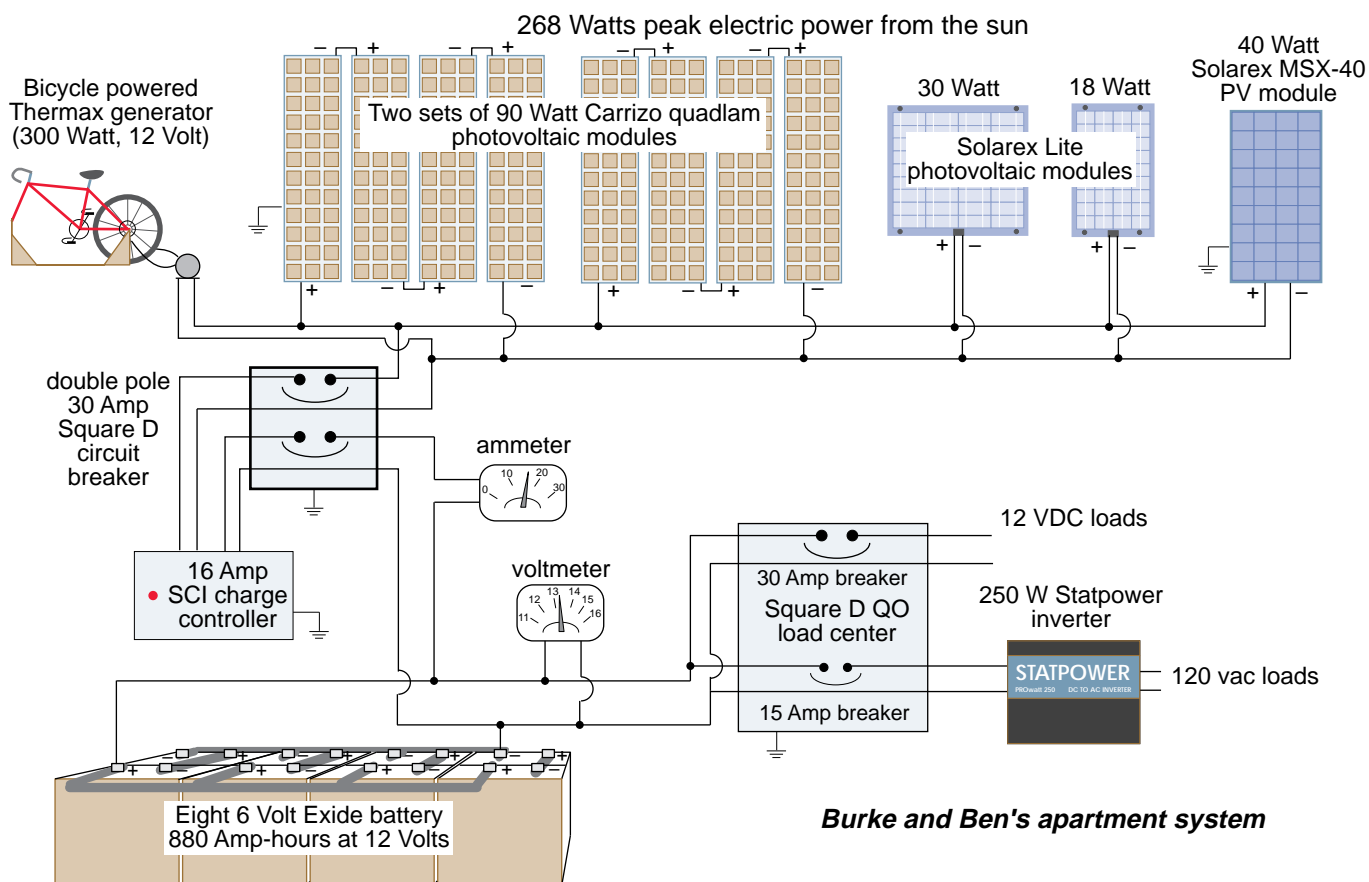 268 Watts peak electric power from the sun
Bicycle powered
Thermax generator
(300 Watt, 12 Volt)
– + – + – + – +
Two sets of 90 Watt Carrizo quadlam
photovoltaic modules
30 Watt
18 Watt
Solarex Lite
photovoltaic modules
40 Watt
Solarex MSX-40
PV module
+ – + – + – + –
+ –
+ –
+ –
double pole
30 Amp
Square D
circuit
breaker
ammeter
0 10 20 30
16 Amp
SCI charge
controller
voltmeter
11 12 13 14 15 16
12 VDC loads
30 Amp breaker
Square D QO
load center
15 Amp breaker
250 W Statpower
inverter
STATPOWER
PROwatt 250 DC TO AC INVERTER
120 vac loads
– + – + – + – +
+ – + – + – + –
Eight 6 Volt Exide battery
880 Amp-hours at 12 Volts
Burke and Ben's apartment system